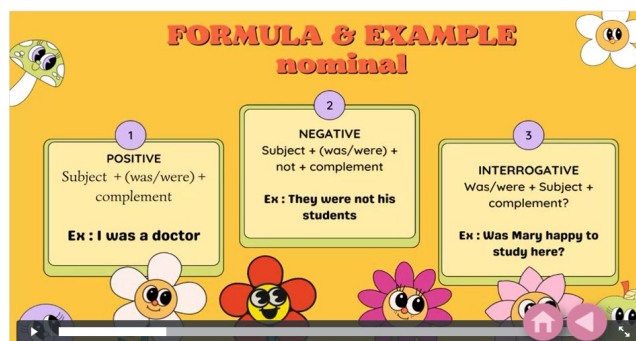 FORMULA & EXAMPLE
nominal
1
POSITIVE
Subject + (was/were) +
complement
Ex : I was a doctor
2
NEGATIVE
Subject + (was/were) +
not + complement
Ex : They were not his
students
3
INTERROGATIVE
Was/were + Subject +
complement?
Ex : Was Mary happy to
study here?